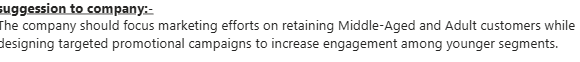 suggession to company:-
The company should focus marketing efforts on retaining Middle-Aged and Adult customers while
designing targeted promotional campaigns to increase engagement among younger segments.